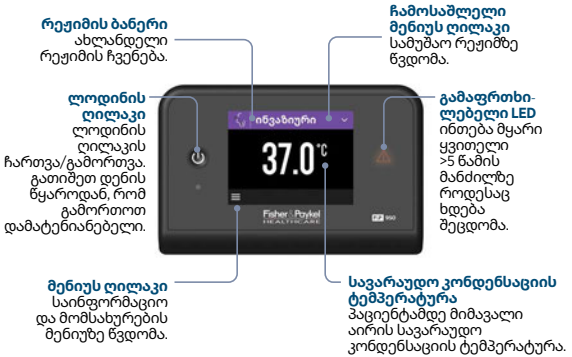 რეჟიმის ბანერი
ახლანდელი
რეჟიმის ჩვენება.
ჩამოსაშლელი
მენიუს ღილაკი
სამუშაო რეჟიმზე
წვდომა.
ლოდინის
ღილაკი
ლოდინის
ღილაკის
ჩართვა/გამორთვა.
გათიშეთ დენის
წყაროდან, რომ
გამორთოთ
დამატენიანებელი.
ინვაზიური
37.0°C
Fisher & Paykel
HEALTHCARE
F&P 950
გამაფრთხი-
ლებელი LED
ინთება მყარი
ყვითელი
>5 წამის
მანძილზე
როდესაც
ხდება
შეცდომა.
მენიუს ღილაკი
საინფორმაციო
და მომსახურების
მენიუზე წვდომა.
სავარაუდო კონდენსაციის
ტემპერატურა
პაციენტამდე მიმავალი
აირის სავარაუდო
კონდენსაციის ტემპერატურა.